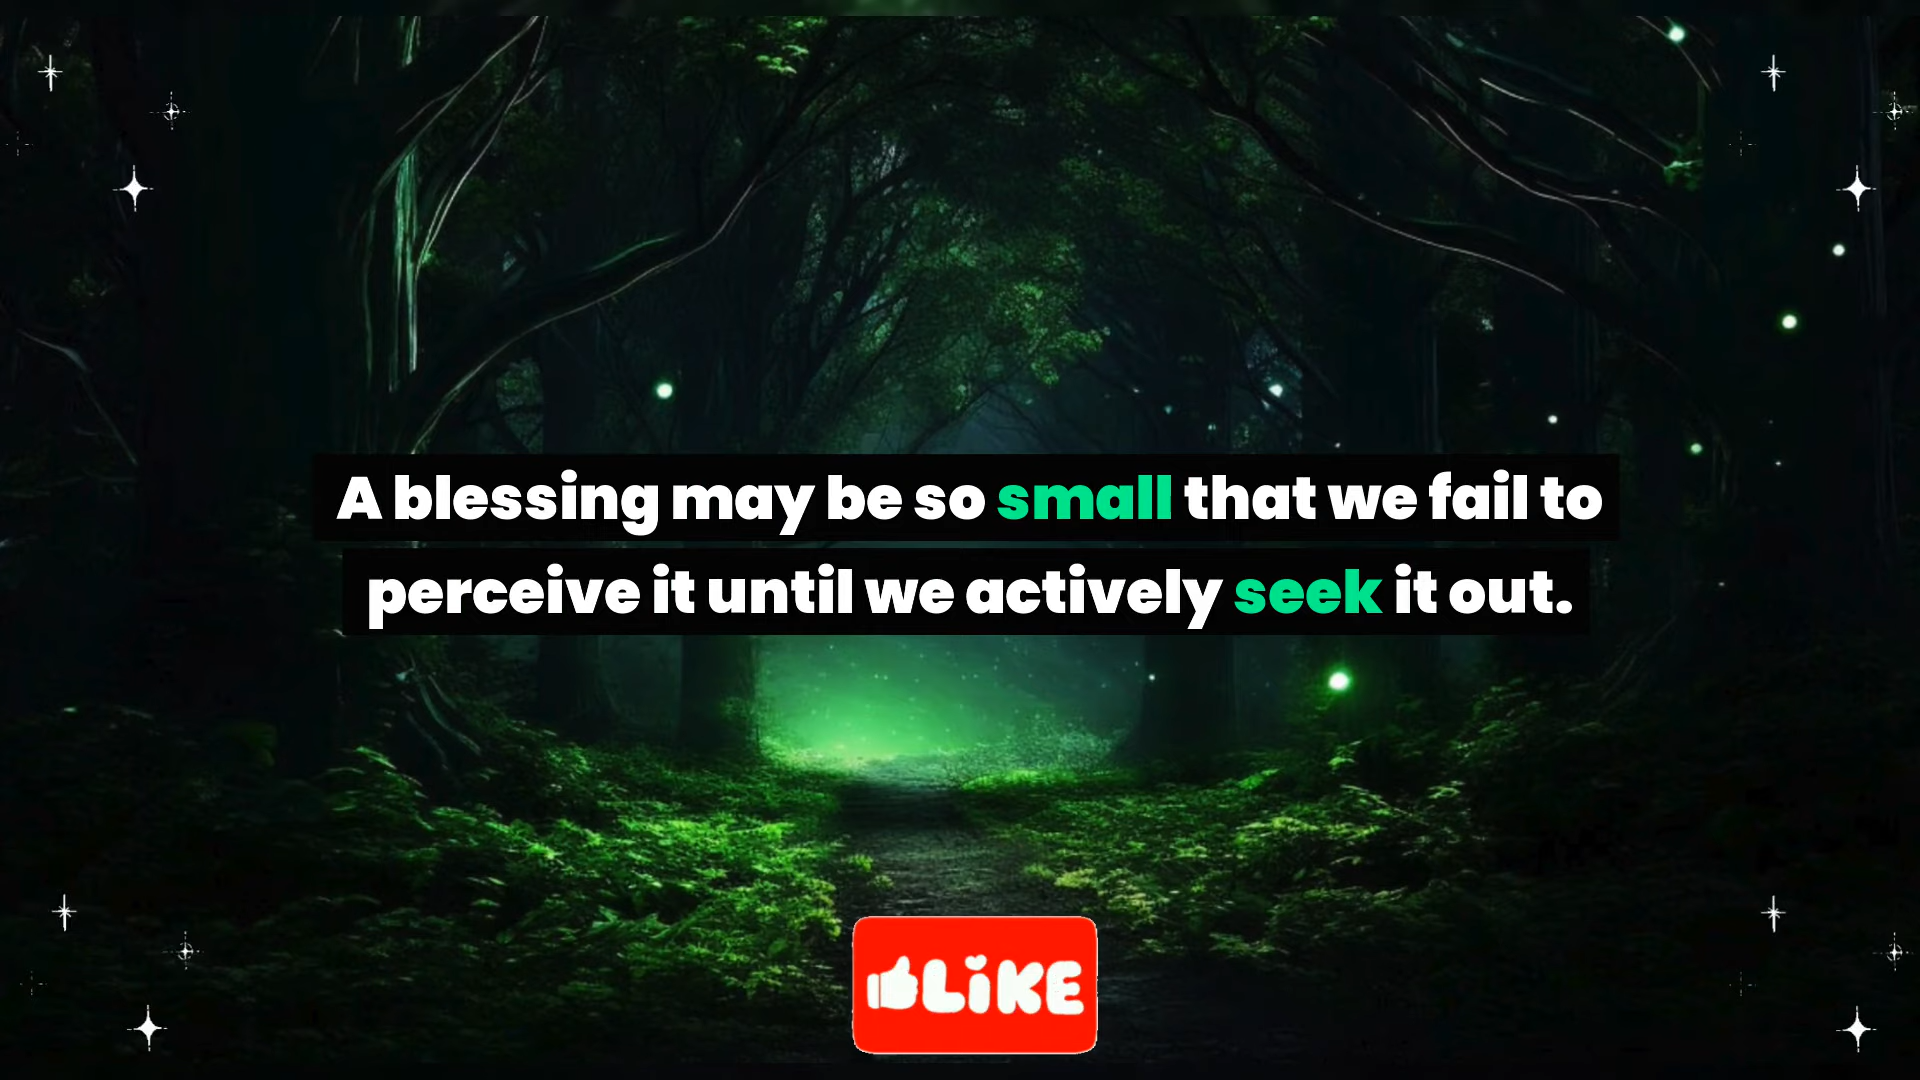 A blessing may be so small that we fail to
perceive it until we actively seek it out.
LiKE